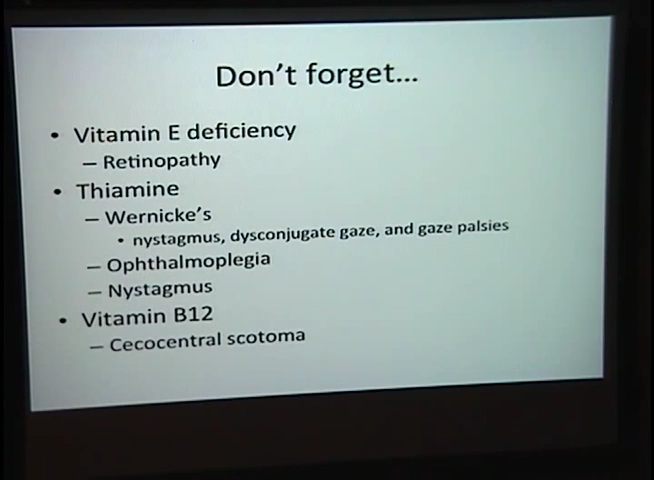 Don't forget...
• Vitamin E deficiency
– Retinopathy
• Thiamine
– Wernicke's
• nystagmus, dysconjugate gaze, and gaze palsies
– Ophthalmoplegia
– Nystagmus
• Vitamin B12
– Cecocentral scotoma